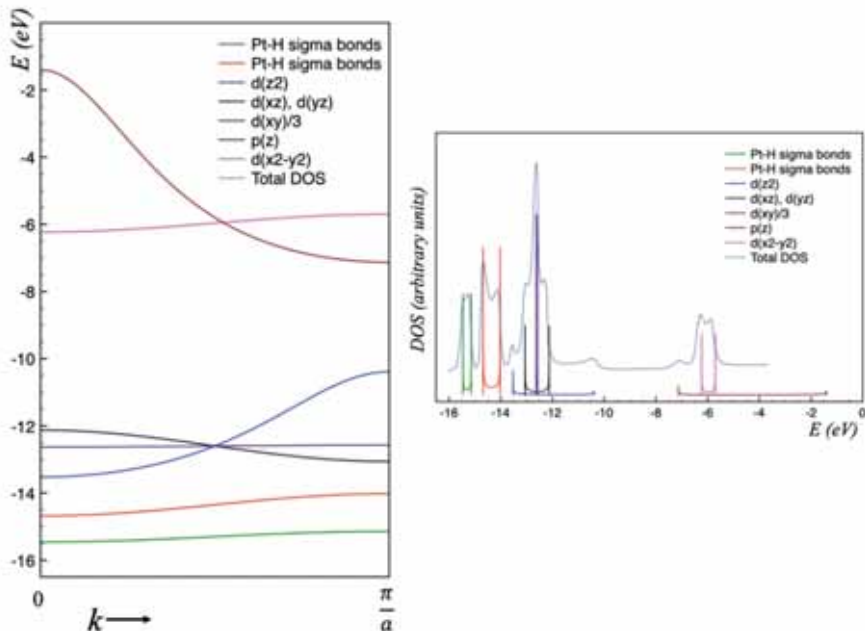 E (eV)
Pt-H sigma bonds
Pt-H sigma bonds
d(z2)
d(xz), d(yz)
d(xy)/3
p(z)
d(x2-y2)
Total DOS
-2
-4
-6
-8
-10
-12
-14
-16
0
k
π
a
DOS (arbitrary units)
Pt-H sigma bonds
Pt-H sigma bonds
d(z2)
d(xz), d(yz)
d(xy)/3
p(z)
d(x2-y2)
Total DOS
-16 -14 -12 -10 -8 -6 -4 -2 0
E (eV)